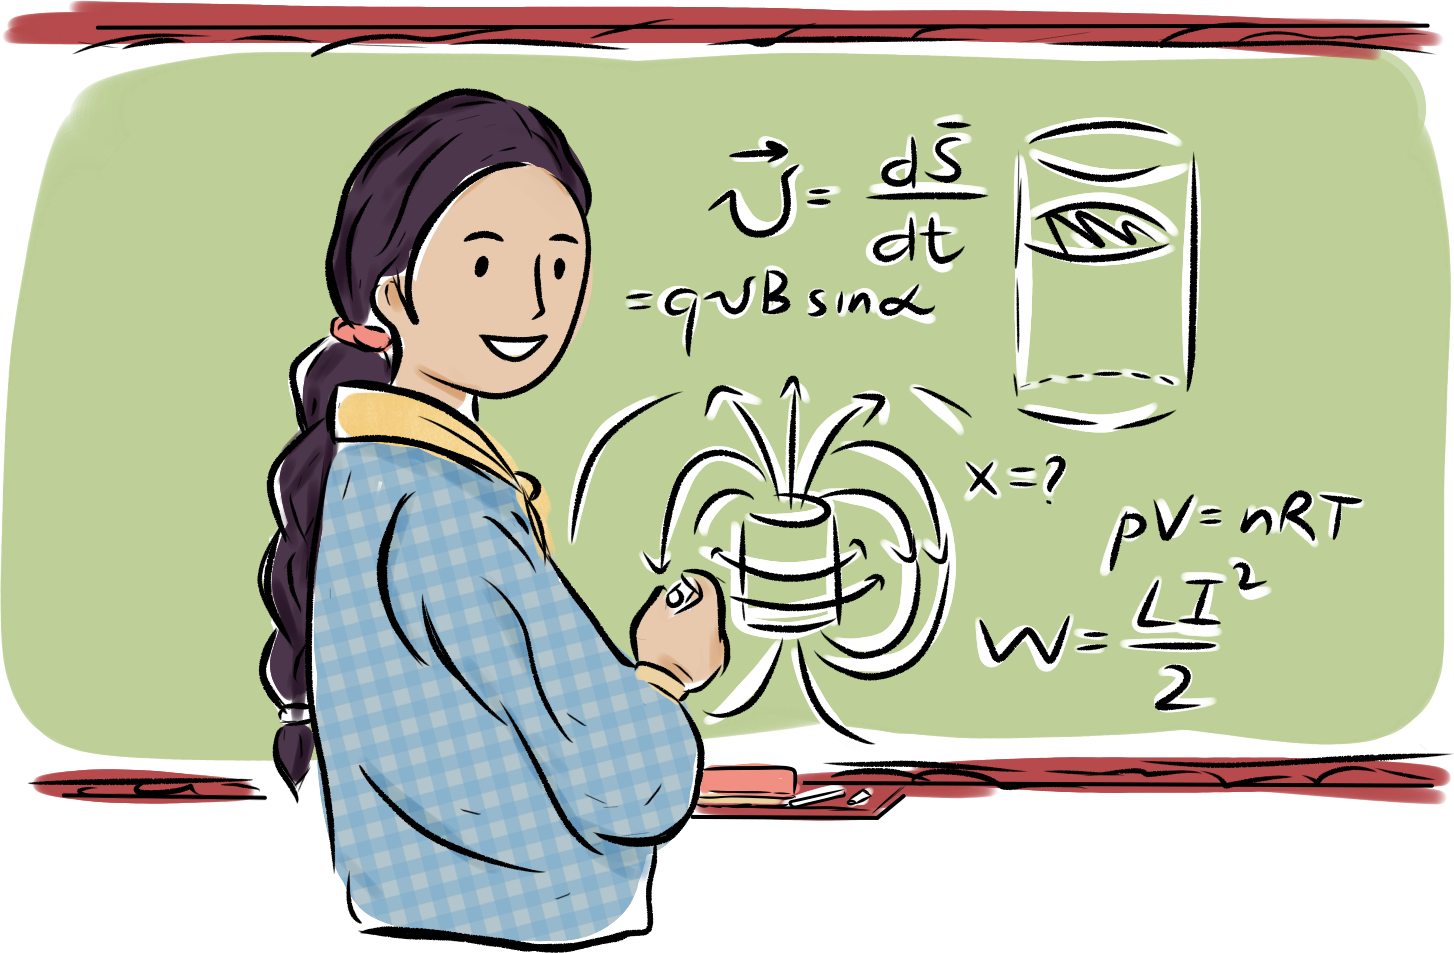 v⃗ = ds̄/dt
= qvB sinα
x = ?
pV = nRT
W = LI²/2